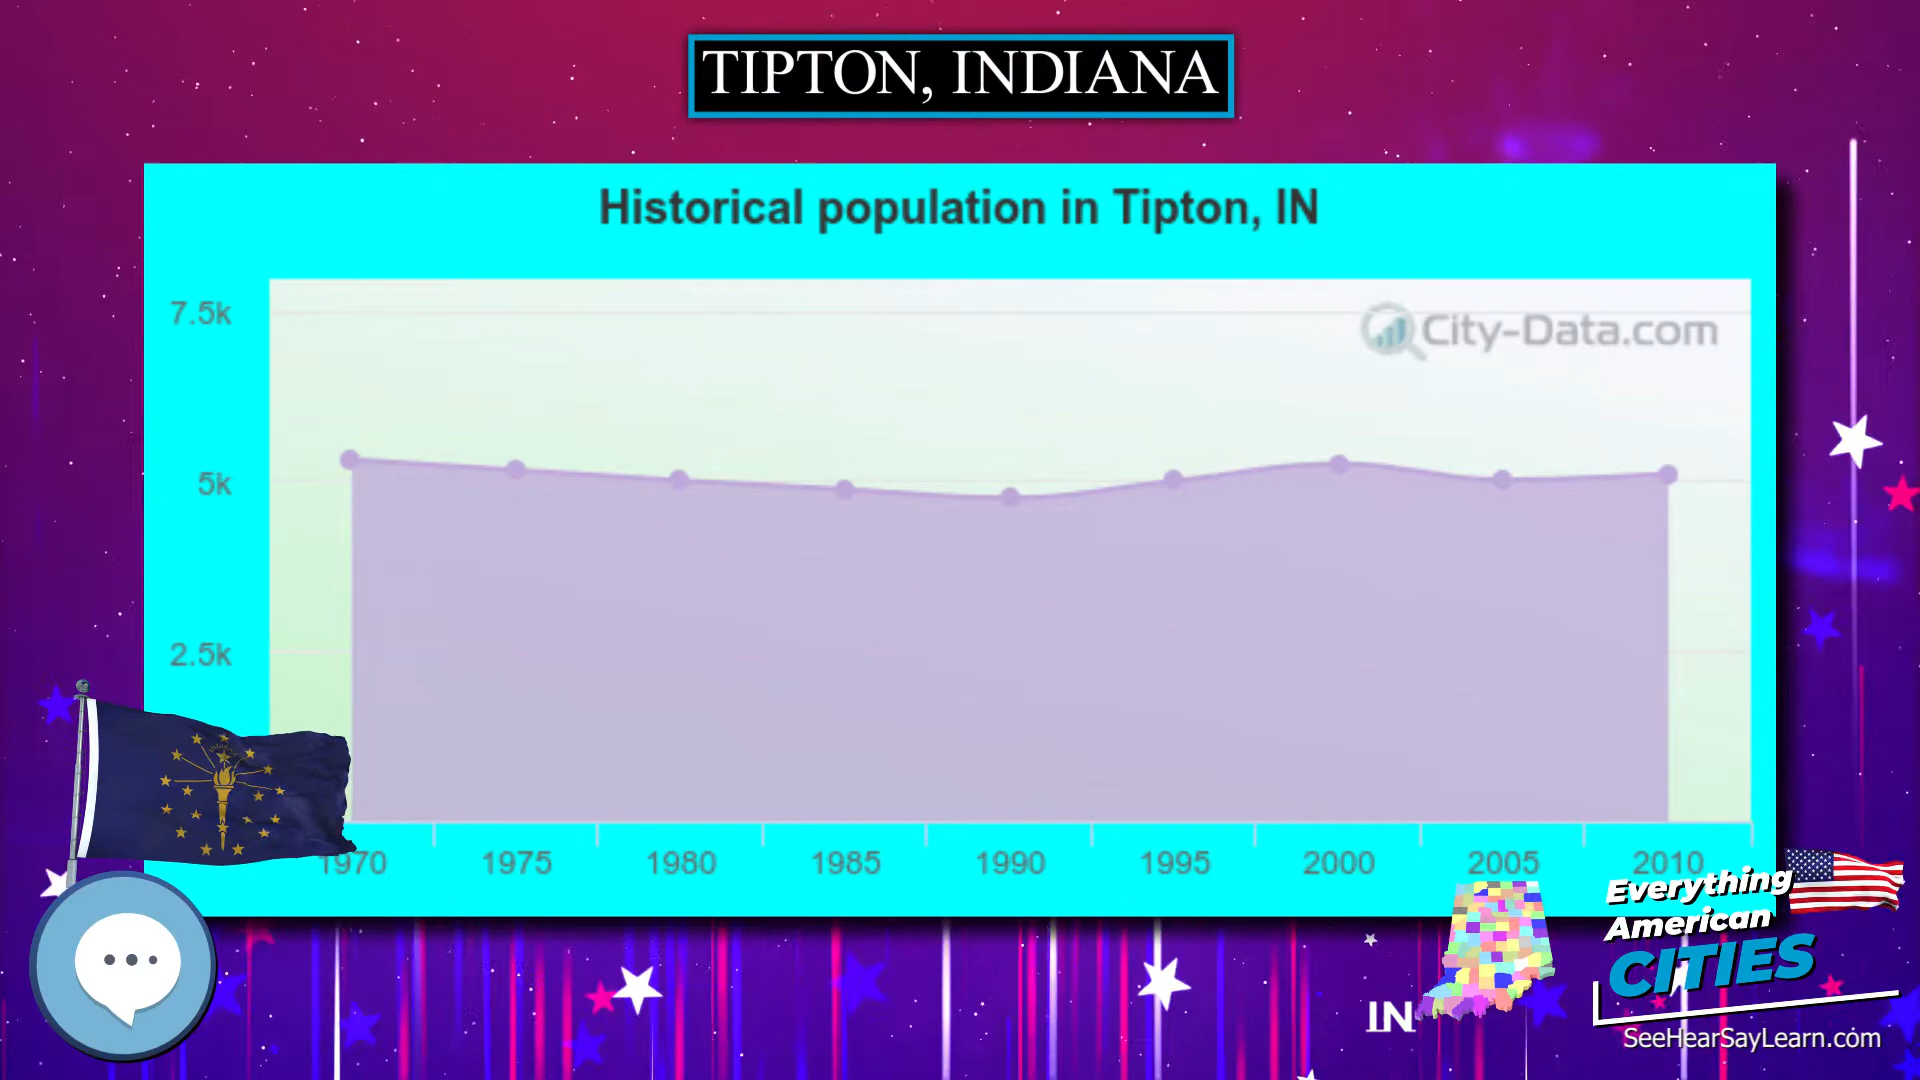 TIPTON, INDIANA
Historical population in Tipton, IN
City-Data.com
7.5k
5k
2.5k
1970 1975 1980 1985 1990 1995 2000 2005 2010
Everything
American
CITIES
IN
SeeHearSayLearn.com